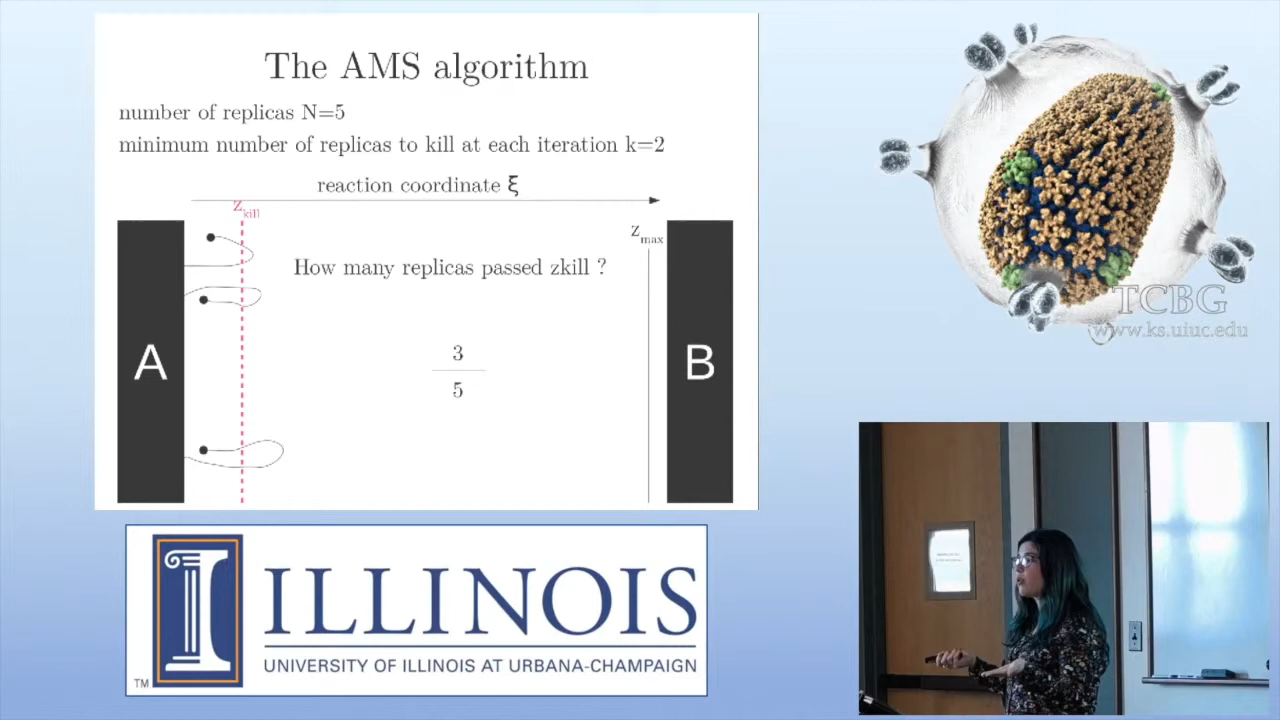 The AMS algorithm
number of replicas N=5
minimum number of replicas to kill at each iteration k=2
reaction coordinate ξ
zkill
zmax
How many replicas passed zkill ?
A
B
3
5
TCBG
www.ks.uiuc.edu
I
ILLINOIS
UNIVERSITY OF ILLINOIS AT URBANA-CHAMPAIGN
TM